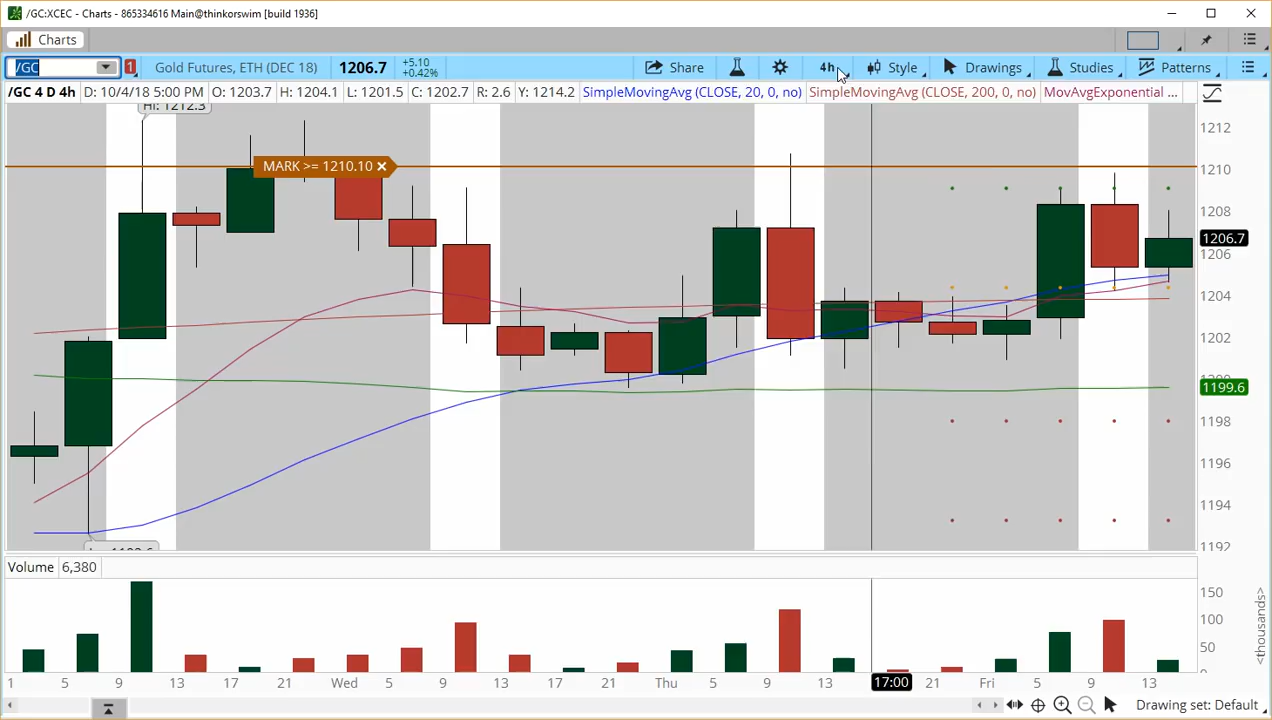 /GC:XCEC - Charts - 865334616 Main@thinkorswim [build 1936]
Charts
/GC 1 Gold Futures, ETH (DEC 18) 1206.7 +5.10 +0.42% Share 4h Style Drawings Studies Patterns
/GC 4 D 4h D: 10/4/18 5:00 PM O: 1203.7 H: 1204.1 L: 1201.5 C: 1202.7 R: 2.6 Y: 1214.2 SimpleMovingAvg (CLOSE, 20, 0, no) SimpleMovingAvg (CLOSE, 200, 0, no) MovAvgExponential ...
Hi: 1212.3
1212
MARK >= 1210.10
1210
1208
1206.7
1206
1204
1202
1199.6
1198
1196
1194
1192
Volume 6,380
150
100
50
<thousands>
1 5 9 13 17 21 Wed 5 9 13 17 21 Thu 5 9 13 17:00 21 Fri 5 9 13
Drawing set: Default